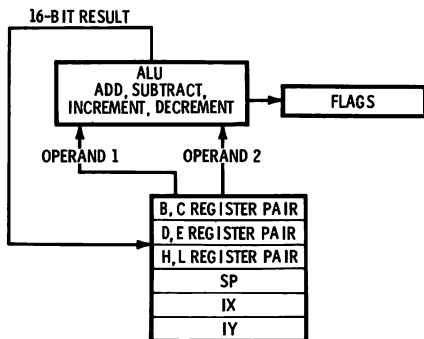 16-BIT RESULT
ALU
ADD, SUBTRACT,
INCREMENT, DECREMENT
FLAGS
OPERAND 1
OPERAND 2
B, C REGISTER PAIR
D, E REGISTER PAIR
H, L REGISTER PAIR
SP
IX
IY